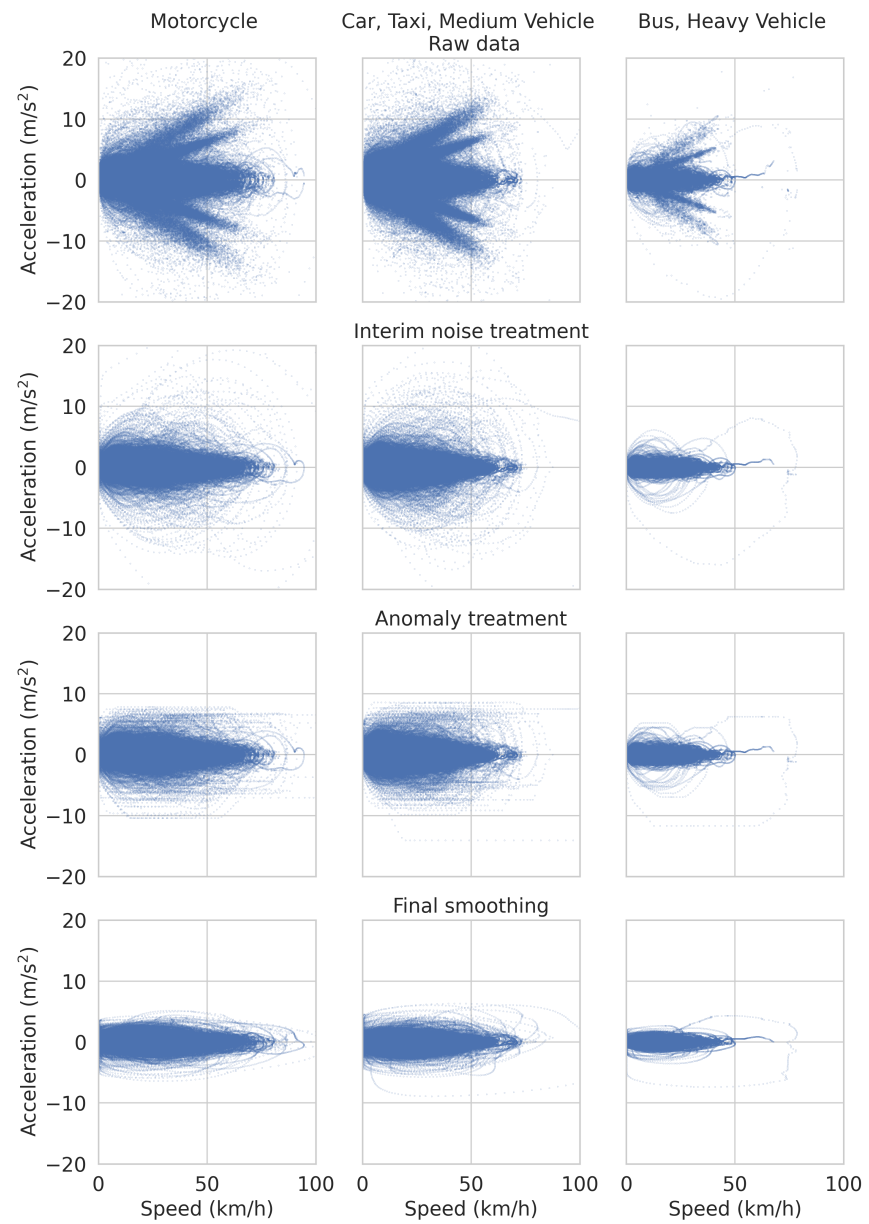 Motorcycle
Car, Taxi, Medium Vehicle
Bus, Heavy Vehicle
Raw data
Acceleration (m/s²)
20
10
0
−10
−20
Interim noise treatment
Acceleration (m/s²)
20
10
0
−10
−20
Anomaly treatment
Acceleration (m/s²)
20
10
0
−10
−20
Final smoothing
Acceleration (m/s²)
20
10
0
−10
−20
0 50 100 0 50 100 0 50 100
Speed (km/h) Speed (km/h) Speed (km/h)